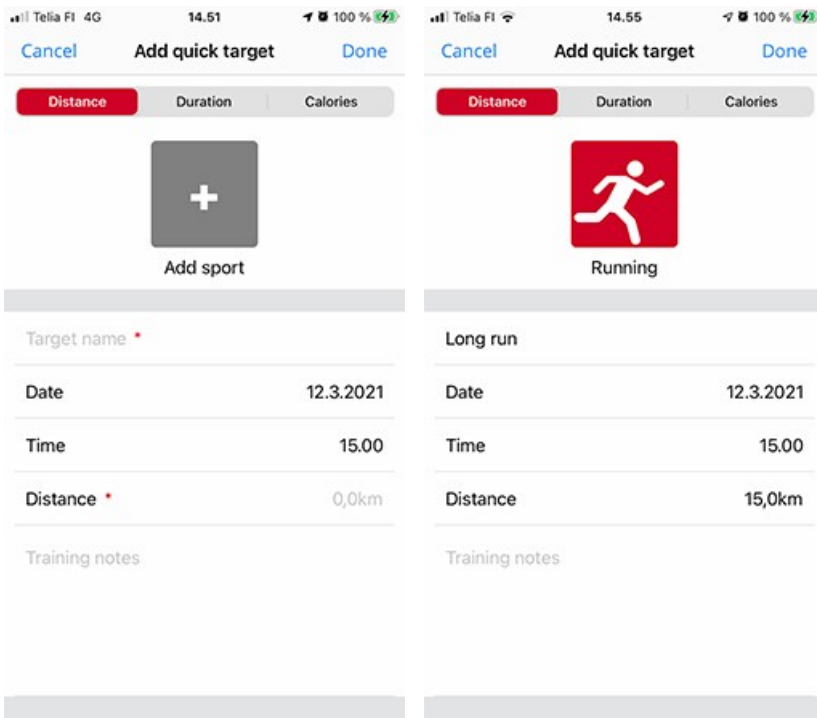 Telia FI 4G 14.51 100 %
Cancel Add quick target Done
Distance Duration Calories
Add sport
Target name *
Date 12.3.2021
Time 15.00
Distance * 0,0km
Training notes
Telia FI 14.55 100 %
Cancel Add quick target Done
Distance Duration Calories
Running
Long run
Date 12.3.2021
Time 15.00
Distance 15,0km
Training notes